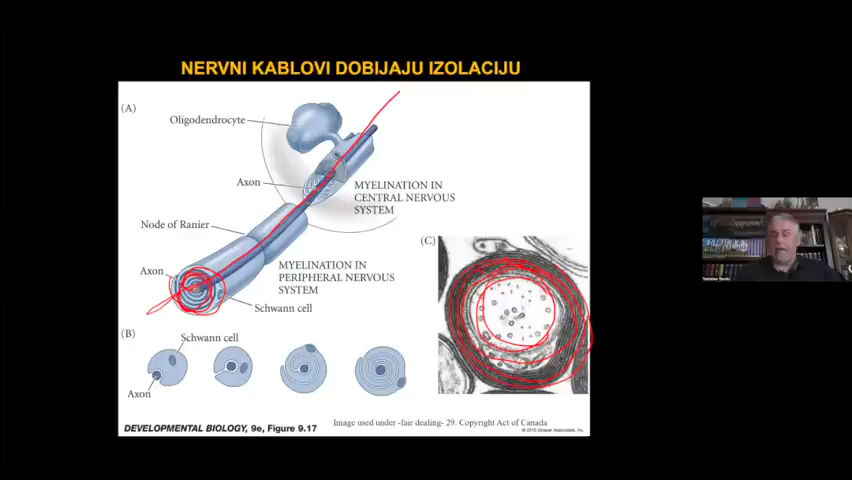 NERVNI KABLOVI DOBIJAJU IZOLACIJU
(A)
Oligodendrocyte
Axon
MYELINATION IN
CENTRAL NERVOUS
SYSTEM
Node of Ranier
(C)
Axon
MYELINATION IN
PERIPHERAL NERVOUS
SYSTEM
Schwann cell
(B)
Schwann cell
Axon
DEVELOPMENTAL BIOLOGY, 9e, Figure 9.17
Image used under -fair dealing- 29. Copyright Act of Canada